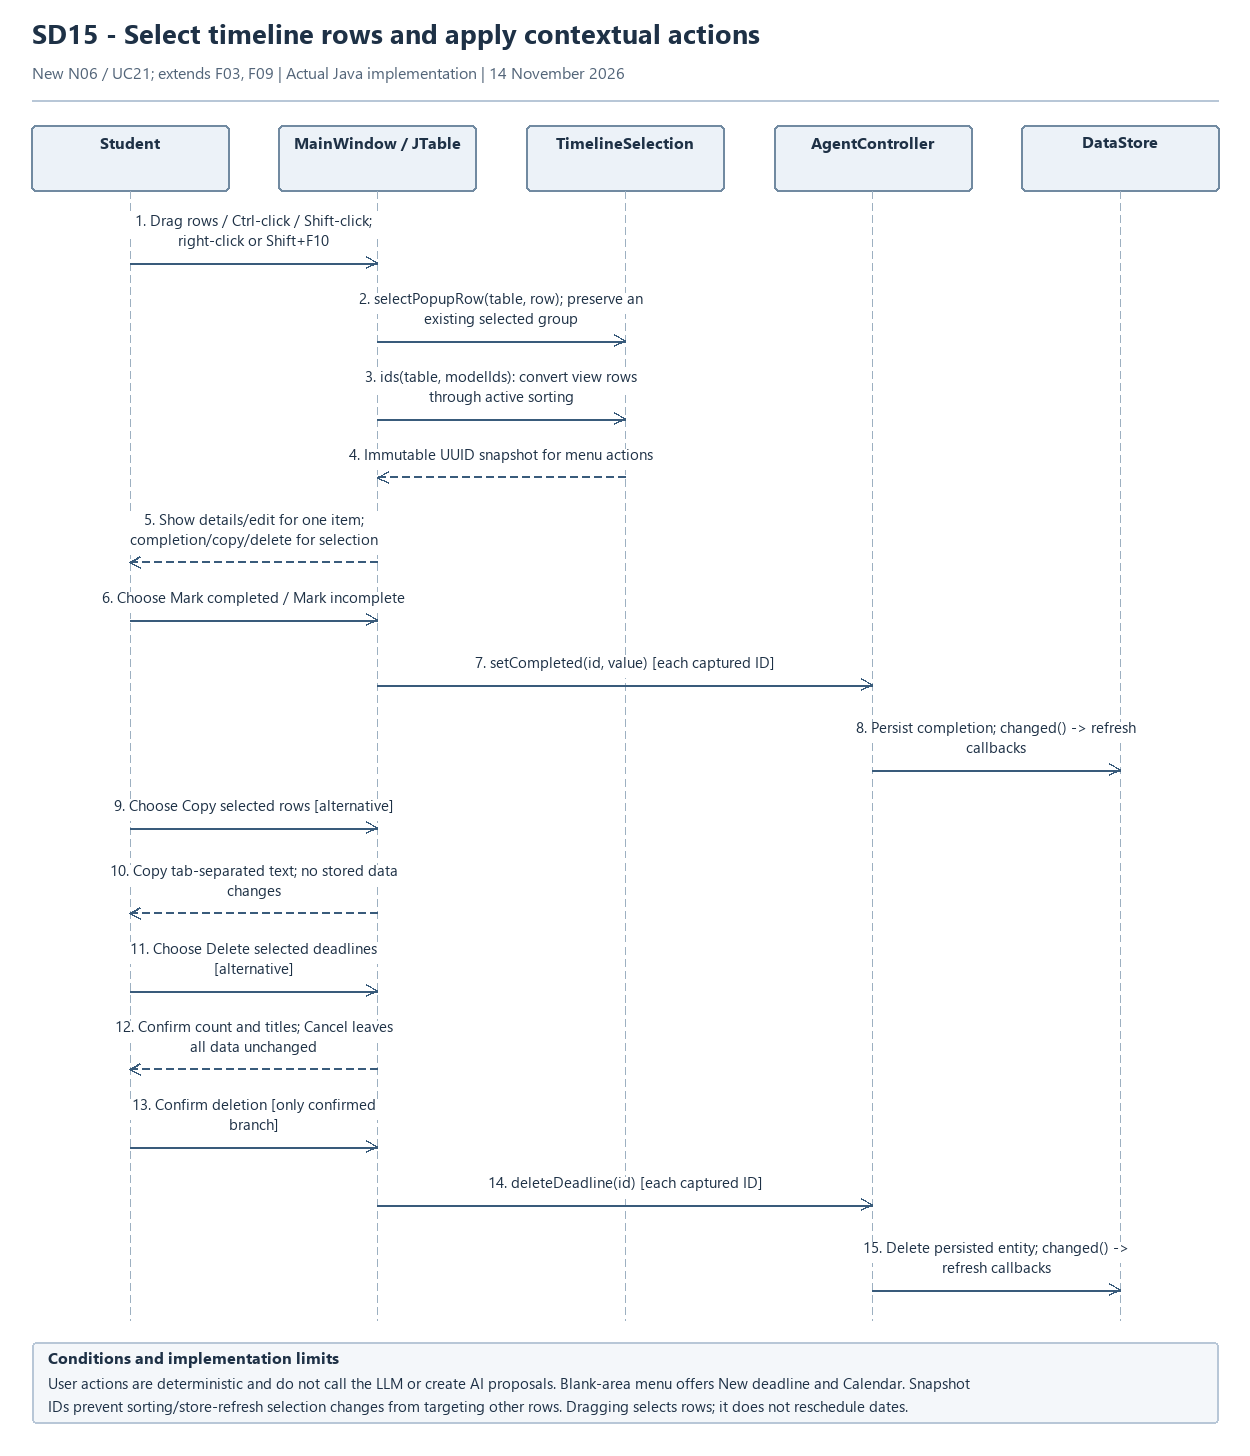 SD15 - Select timeline rows and apply contextual actions
New N06 / UC21; extends F03, F09 | Actual Java implementation | 14 November 2026
Student
MainWindow / JTable
TimelineSelection
AgentController
DataStore
1. Drag rows / Ctrl-click / Shift-click;
right-click or Shift+F10
2. selectPopupRow(table, row); preserve an
existing selected group
3. ids(table, modelIds): convert view rows
through active sorting
4. Immutable UUID snapshot for menu actions
5. Show details/edit for one item;
completion/copy/delete for selection
6. Choose Mark completed / Mark incomplete
7. setCompleted(id, value) [each captured ID]
8. Persist completion; changed() -> refresh
callbacks
9. Choose Copy selected rows [alternative]
10. Copy tab-separated text; no stored data
changes
11. Choose Delete selected deadlines
[alternative]
12. Confirm count and titles; Cancel leaves
all data unchanged
13. Confirm deletion [only confirmed
branch]
14. deleteDeadline(id) [each captured ID]
15. Delete persisted entity; changed() ->
refresh callbacks
Conditions and implementation limits
User actions are deterministic and do not call the LLM or create AI proposals. Blank-area menu offers New deadline and Calendar. Snapshot
IDs prevent sorting/store-refresh selection changes from targeting other rows. Dragging selects rows; it does not reschedule dates.